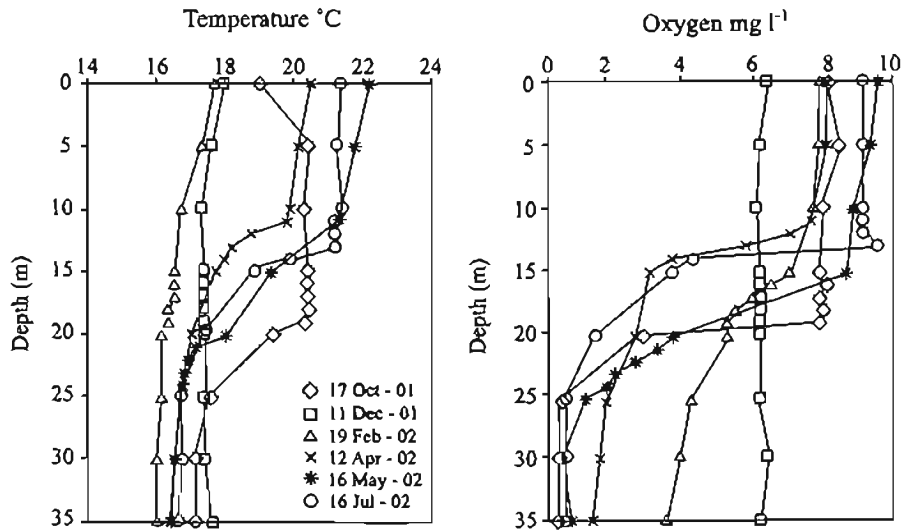 Temperature °C
14 16 18 20 22 24
0
5
10
15
20
25
30
35
Depth (m)
17 Oct - 01
11 Dec - 01
19 Feb - 02
12 Apr - 02
16 May - 02
16 Jul - 02
Oxygen mg l⁻¹
0 2 4 6 8 10
0
5
10
15
20
25
30
35
Depth (m)